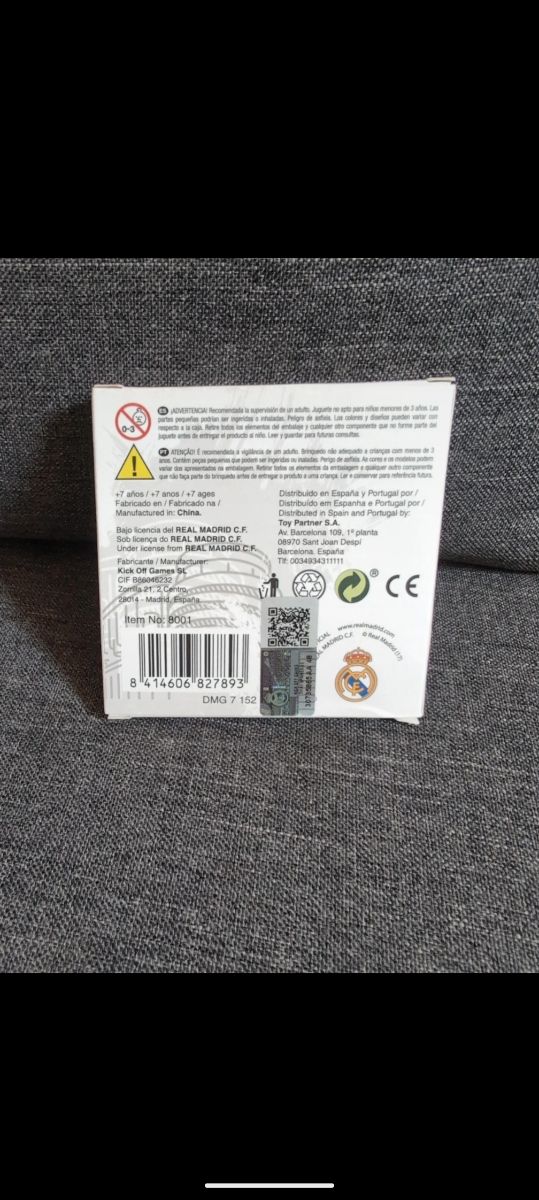 ES ¡ADVERTENCIA! Recomendada la supervisión de un adulto. Juguete no apto para niños menores de 3 años. Las
partes pequeñas podrían ser ingeridas o inhaladas. Peligro de asfixia. Los colores y diseños pueden variar con
respecto a la caja. Retire todos los elementos del embalaje y cualquier otro componente que no forme parte del
juguete antes de entregar el producto al niño. Leer y guardar para futuras consultas.
0-3
PT ATENÇÃO! É recomendada a vigilância de um adulto. Brinquedo não adequado a crianças com menos de 3
anos. Contém peças pequenas que podem ser ingeridas ou inaladas. Perigo de asfixia. As cores e os modelos podem
variar dos apresentados na embalagem. Retirar todos os elementos da embalagem e qualquer outro componente
que não faça parte do brinquedo antes de entregar o produto a uma criança. Ler e conservar para referência futura.
+7 años / +7 anos / +7 ages
Fabricado en / Fabricado na /
Manufactured in: China.
Bajo licencia del REAL MADRID C.F.
Sob licença do REAL MADRID C.F.
Under license from REAL MADRID C.F.
Fabricante / Manufacturer:
Kick Off Games SL
CIF B86046232
Zorrilla 21, 2 Centro,
28014 - Madrid, España
Item No: 8001
8 414606 827893
DMG 7 152
Distribuido en España y Portugal por /
Distribuído em Espanha e Portugal por /
Distributed in Spain and Portugal by:
Toy Partner S.A.
Av. Barcelona 109, 1º planta
08970 Sant Joan Despí
Barcelona. España
Tlf: 0034934311111
CE
www.realmadrid.com
MADRID C.F. © Real Madrid (17)